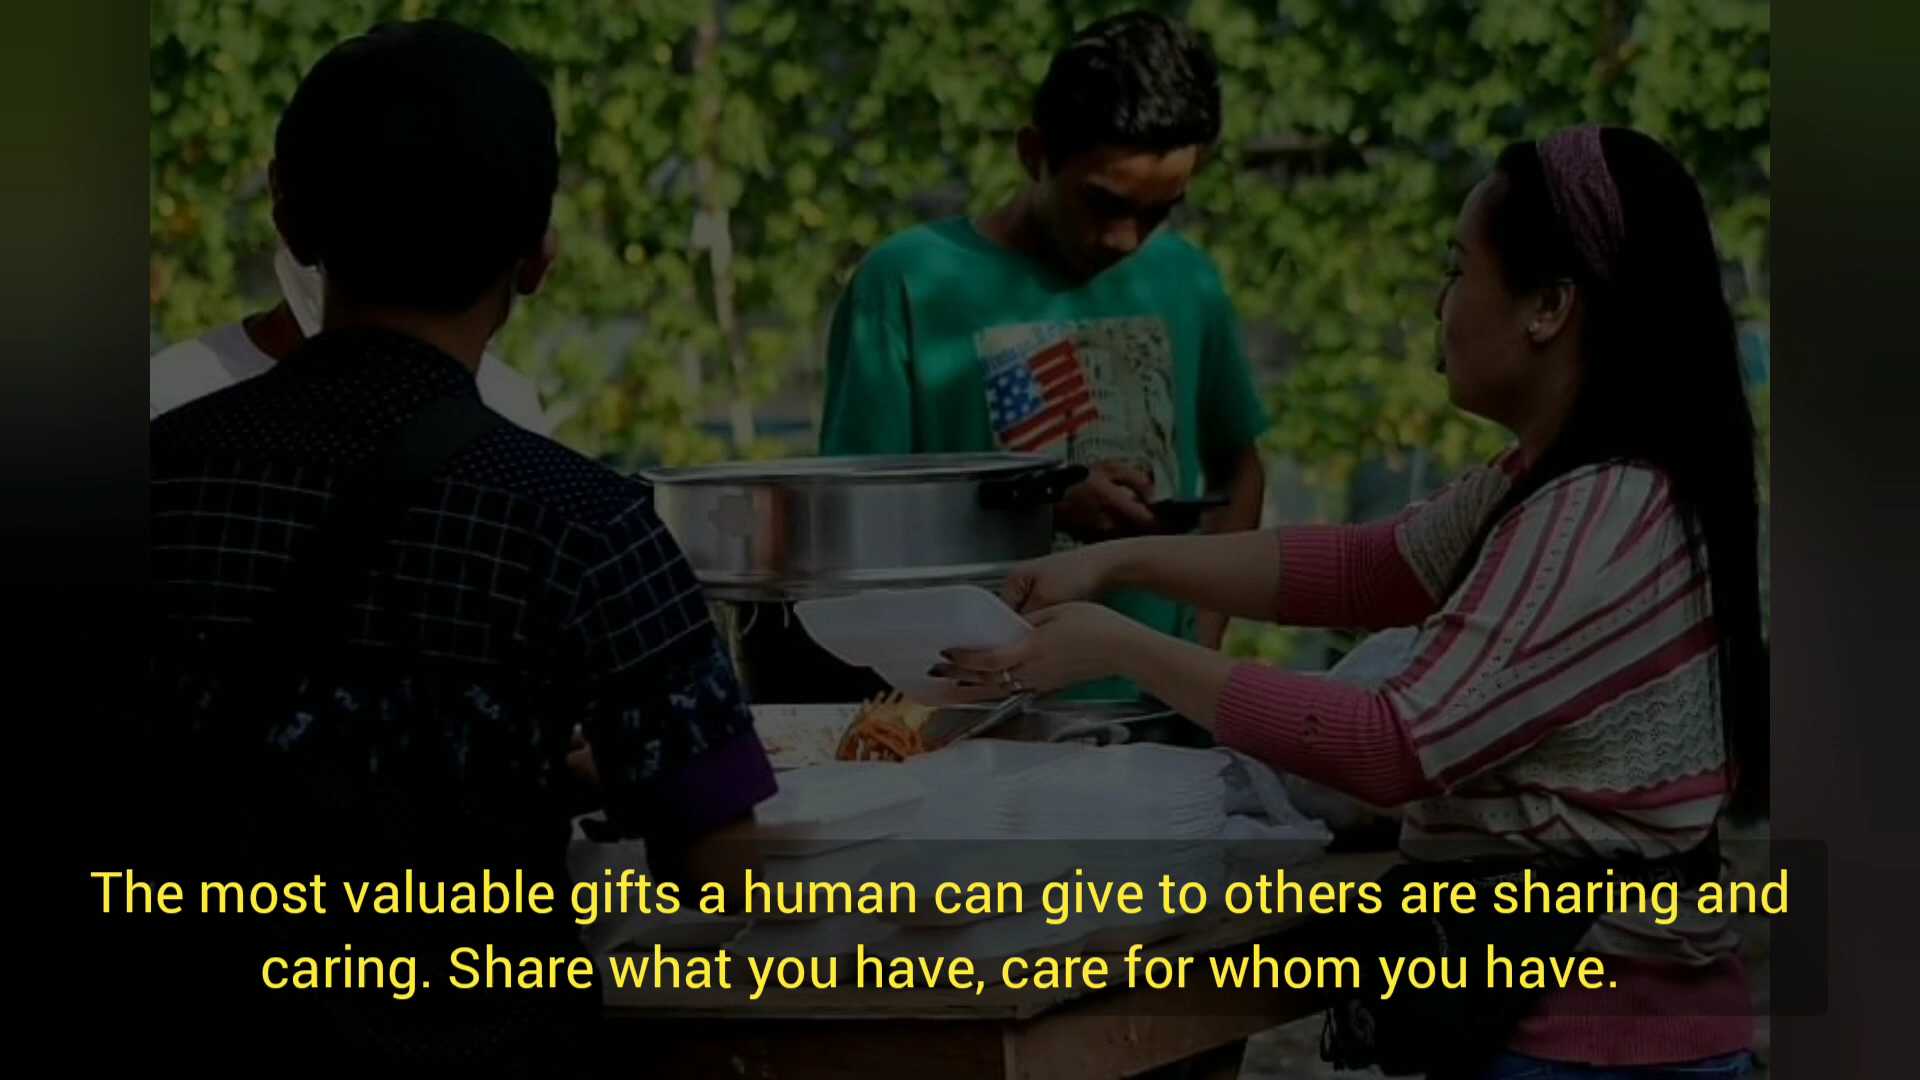 The most valuable gifts a human can give to others are sharing and
caring. Share what you have, care for whom you have.